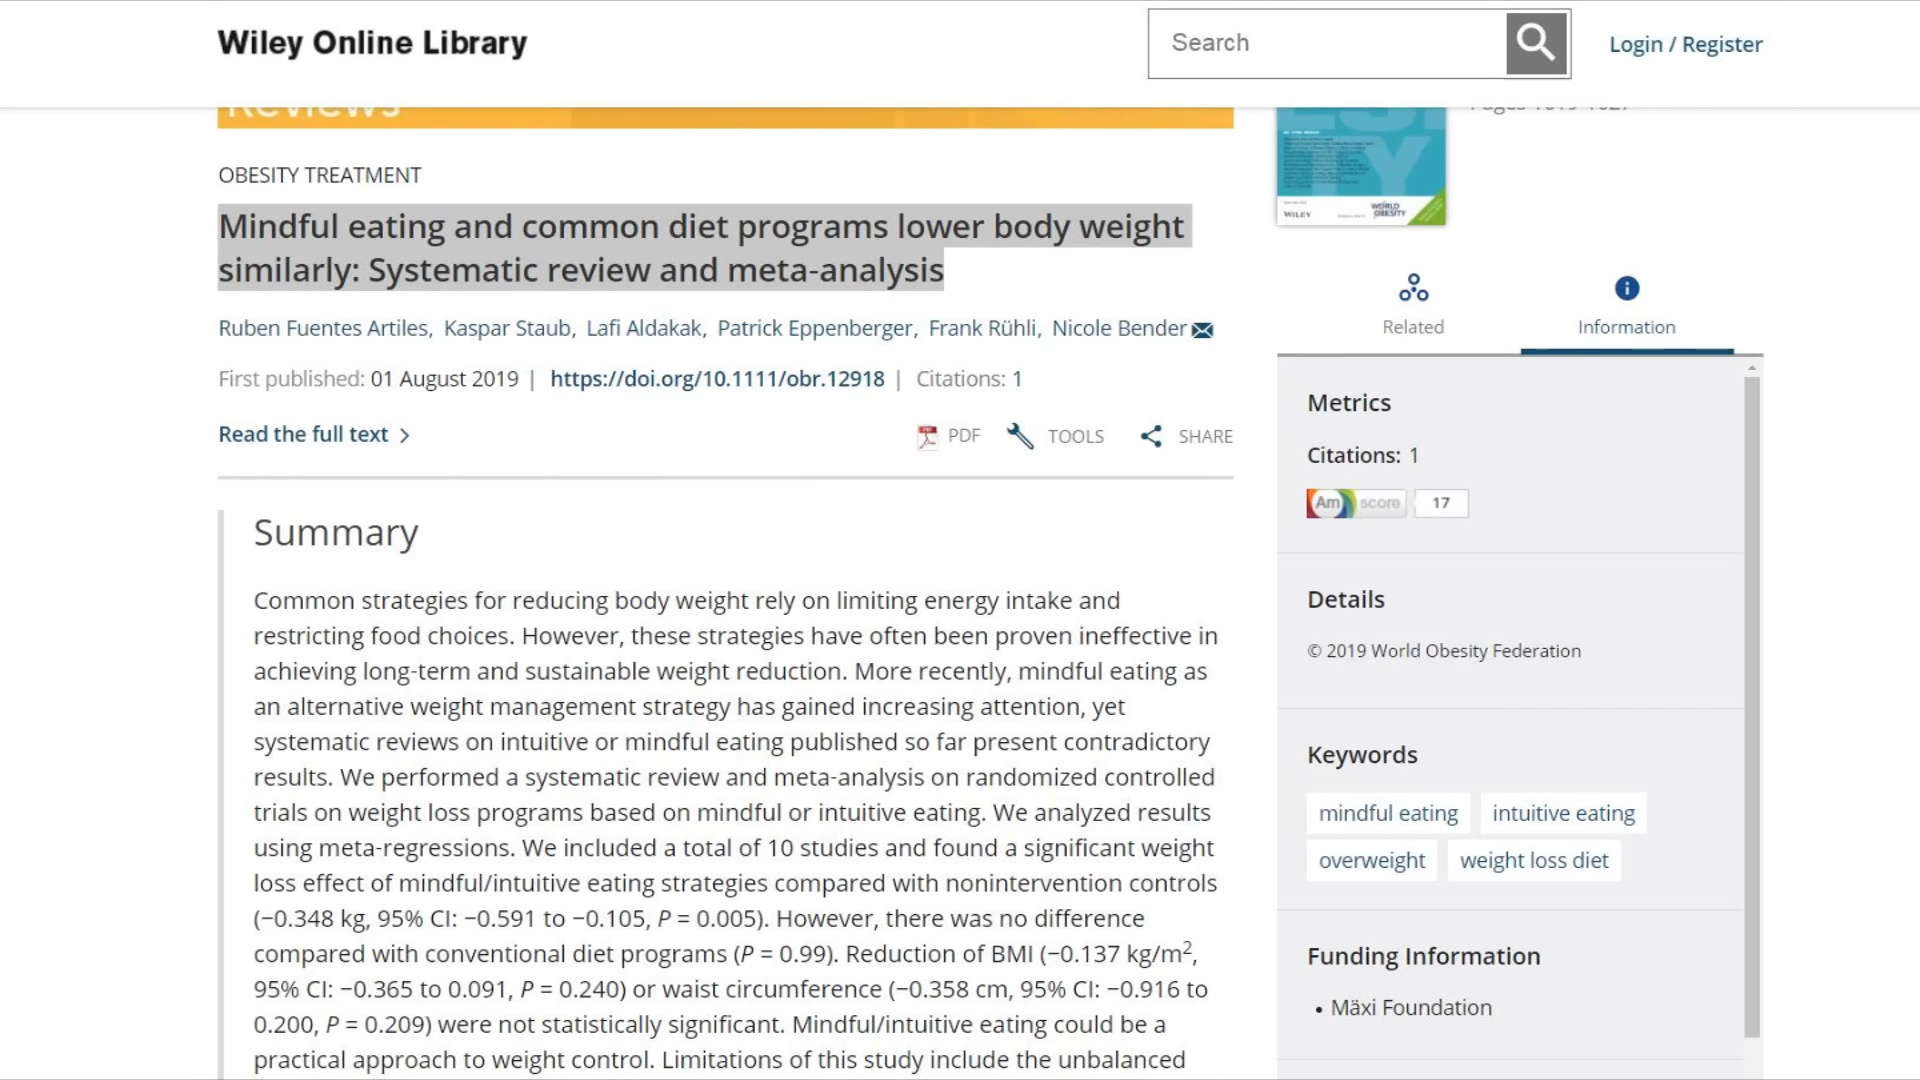 Wiley Online Library
Search
Login / Register
Reviews
OBESITY TREATMENT
Mindful eating and common diet programs lower body weight
similarly: Systematic review and meta-analysis
Ruben Fuentes Artiles, Kaspar Staub, Lafi Aldakak, Patrick Eppenberger, Frank Rühli, Nicole Bender
First published: 01 August 2019 | https://doi.org/10.1111/obr.12918 | Citations: 1
Read the full text
PDF
TOOLS
SHARE
Summary
Common strategies for reducing body weight rely on limiting energy intake and
restricting food choices. However, these strategies have often been proven ineffective in
achieving long-term and sustainable weight reduction. More recently, mindful eating as
an alternative weight management strategy has gained increasing attention, yet
systematic reviews on intuitive or mindful eating published so far present contradictory
results. We performed a systematic review and meta-analysis on randomized controlled
trials on weight loss programs based on mindful or intuitive eating. We analyzed results
using meta-regressions. We included a total of 10 studies and found a significant weight
loss effect of mindful/intuitive eating strategies compared with nonintervention controls
(−0.348 kg, 95% CI: −0.591 to −0.105, P = 0.005). However, there was no difference
compared with conventional diet programs (P = 0.99). Reduction of BMI (−0.137 kg/m², 
95% CI: −0.365 to 0.091, P = 0.240) or waist circumference (−0.358 cm, 95% CI: −0.916 to
0.200, P = 0.209) were not statistically significant. Mindful/intuitive eating could be a
practical approach to weight control. Limitations of this study include the unbalanced
WILEY
WORLD
OBESITY
Related
Information
Metrics
Citations: 1
Am score 17
Details
© 2019 World Obesity Federation
Keywords
mindful eating
intuitive eating
overweight
weight loss diet
Funding Information
• Mäxi Foundation